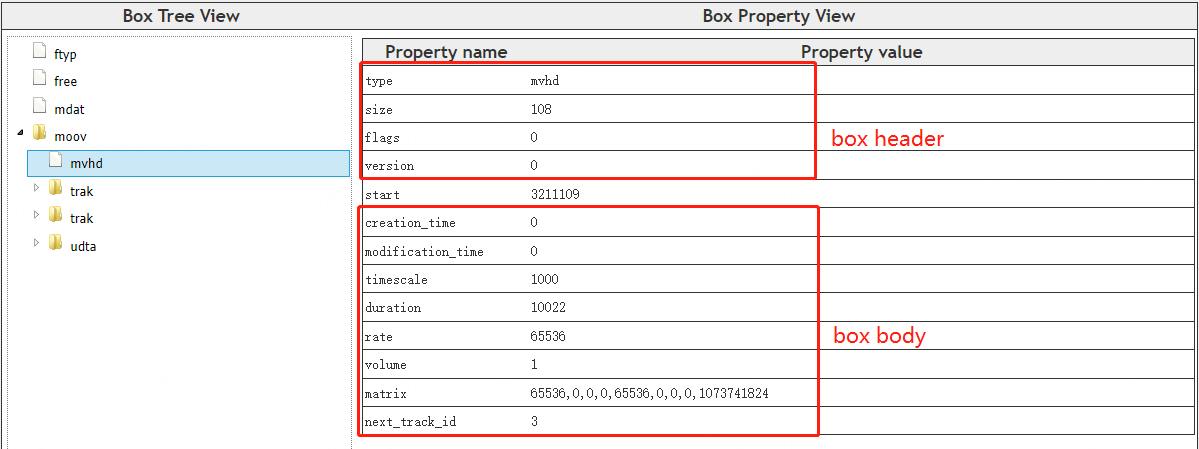 Box Tree View
Box Property View
ftyp
free
mdat
moov
mvhd
trak
trak
udta
Property name Property value
type mvhd
size 108
flags 0
version 0
box header
start 3211109
creation_time 0
modification_time 0
timescale 1000
duration 10022
rate 65536
box body
volume 1
matrix 65536,0,0,0,65536,0,0,0,1073741824
next_track_id 3